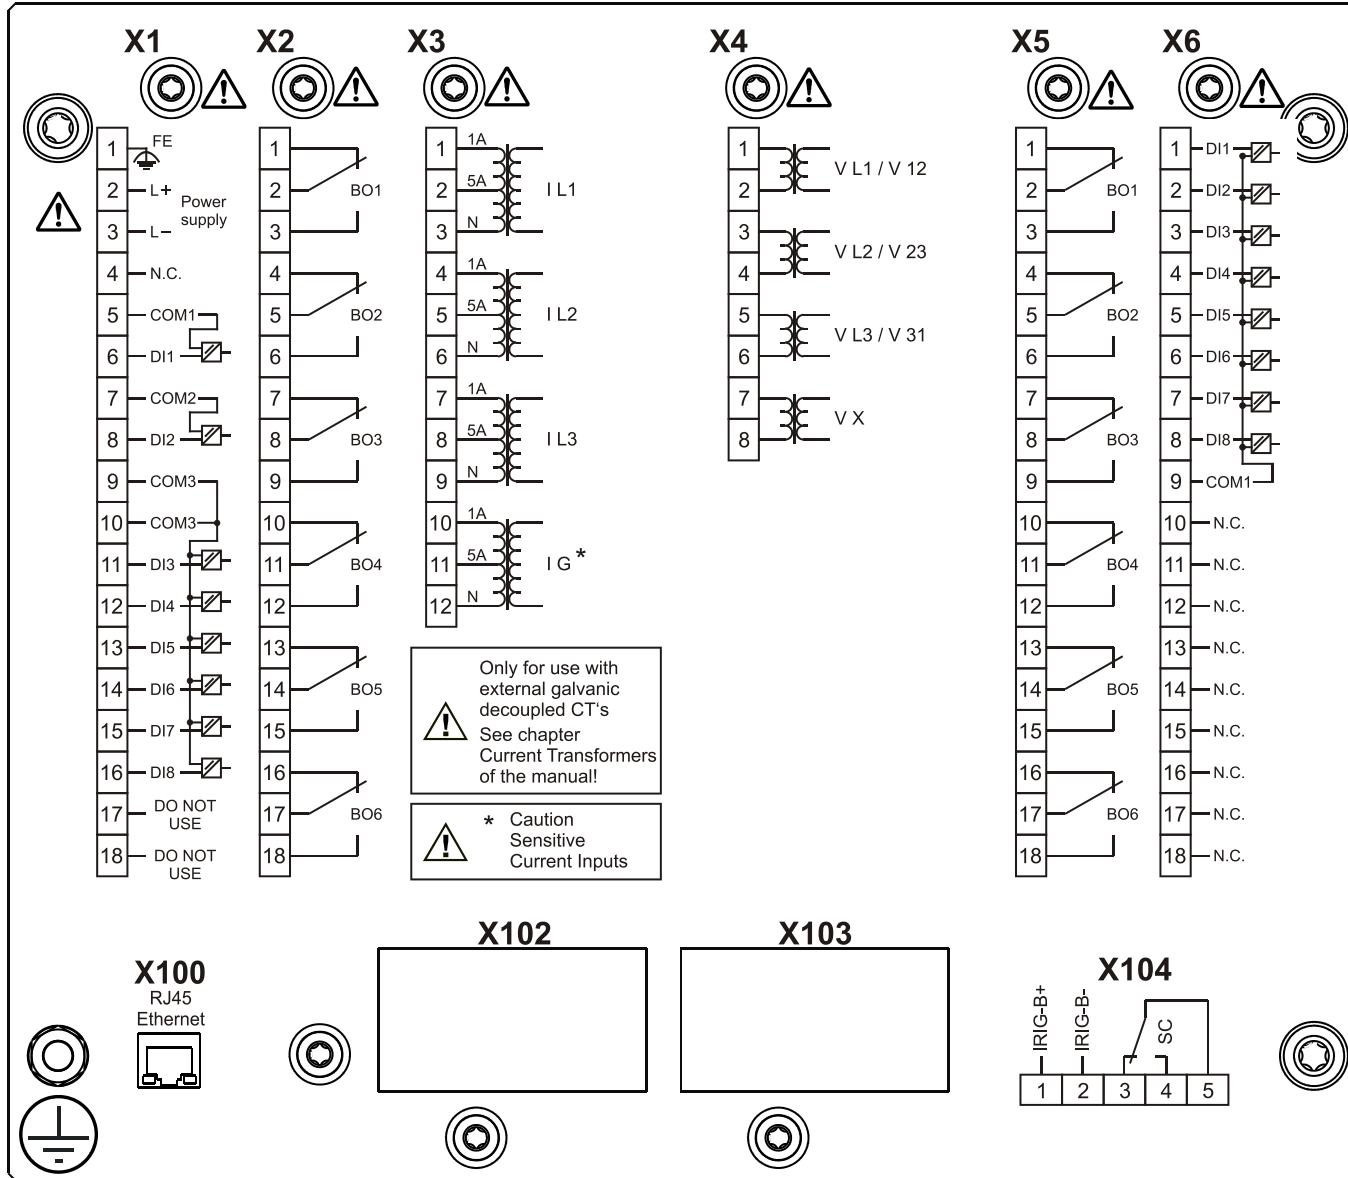 X1
X2
X3
X4
X5
X6
1 FE
2 L+
Power
supply
3 L−
4 N.C.
5 COM1
6 DI1
7 COM2
8 DI2
9 COM3
10 COM3
11 DI3
12 DI4
13 DI5
14 DI6
15 DI7
16 DI8
17 DO NOT
USE
18 DO NOT
USE
1
2 BO1
3
4
5 BO2
6
7
8 BO3
9
10
11 BO4
12
13
14 BO5
15
16
17 BO6
18
1 1A
2 5A I L1
3 N
4 1A
5 5A I L2
6 N
7 1A
8 5A I L3
9 N
10 1A
11 5A I G *
12 N
Only for use with
external galvanic
decoupled CT's
See chapter
Current Transformers
of the manual!
* Caution
Sensitive
Current Inputs
1
V L1 / V 12
2
3
V L2 / V 23
4
5
V L3 / V 31
6
7
V X
8
1
2 BO1
3
4
5 BO2
6
7
8 BO3
9
10
11 BO4
12
13
14 BO5
15
16
17 BO6
18
1 DI1
2 DI2
3 DI3
4 DI4
5 DI5
6 DI6
7 DI7
8 DI8
9 COM1
10 N.C.
11 N.C.
12 N.C.
13 N.C.
14 N.C.
15 N.C.
16 N.C.
17 N.C.
18 N.C.
X100
RJ45
Ethernet
X102
X103
X104
IRIG-B+
IRIG-B-
SC
1 2 3 4 5